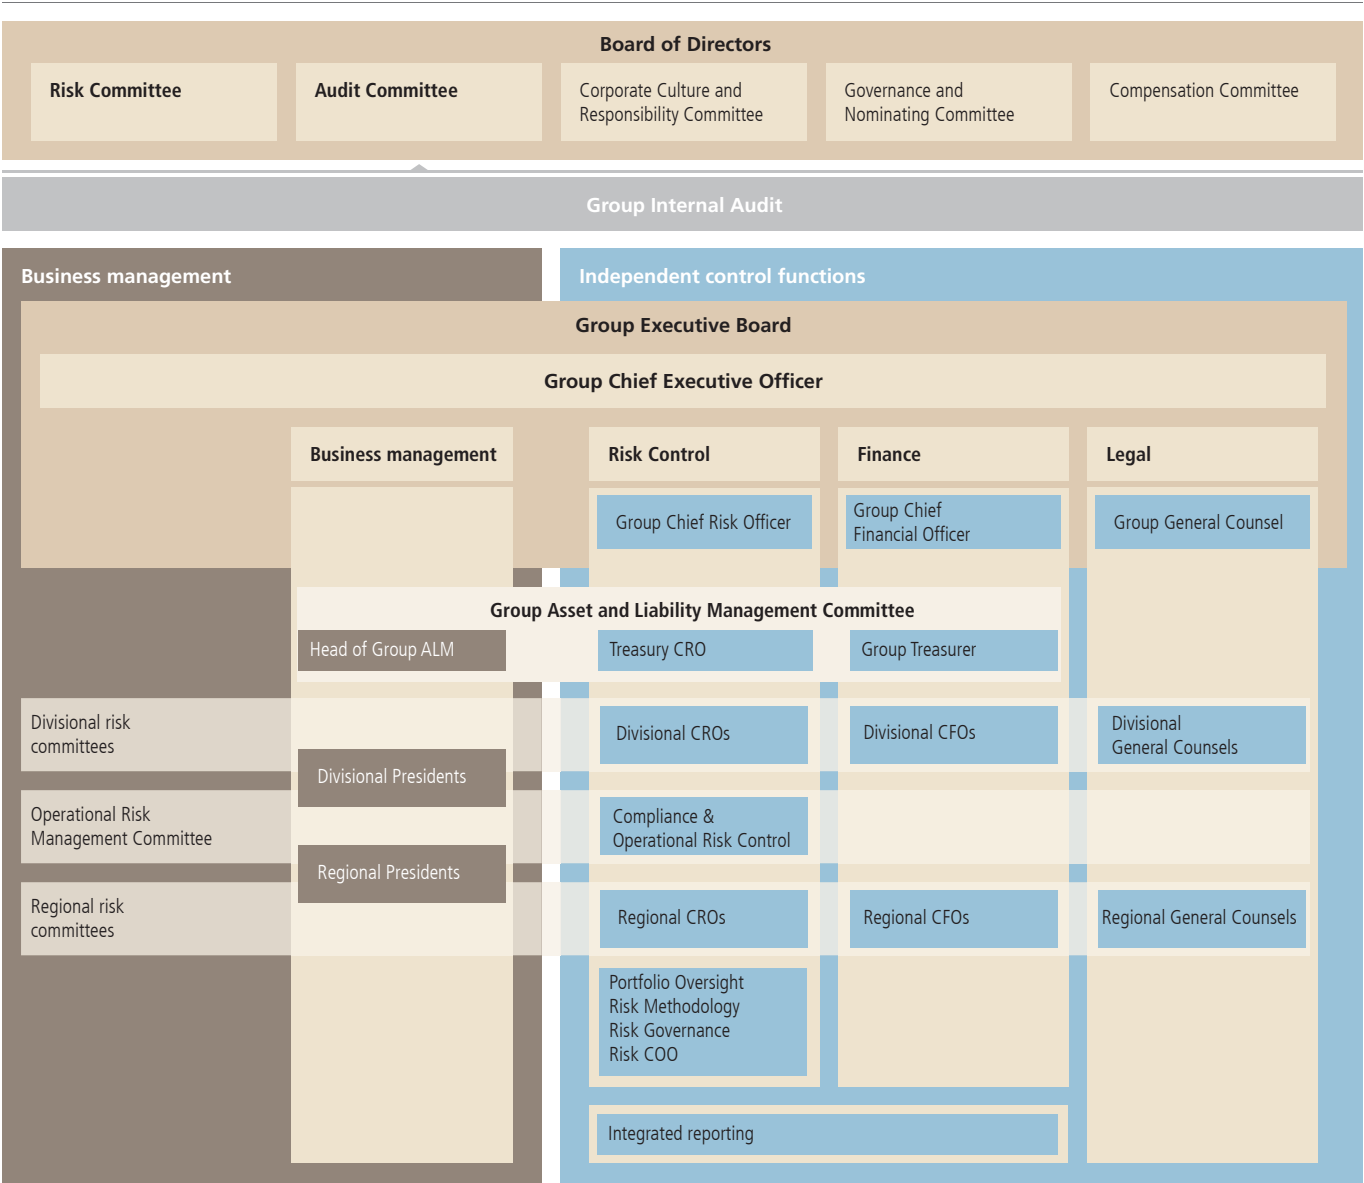 Board of Directors
Risk Committee
Audit Committee
Corporate Culture and
Responsibility Committee
Governance and
Nominating Committee
Compensation Committee
Group Internal Audit
Business management
Independent control functions
Group Executive Board
Group Chief Executive Officer
Business management
Risk Control
Finance
Legal
Group Chief Risk Officer
Group Chief
Financial Officer
Group General Counsel
Group Asset and Liability Management Committee
Head of Group ALM
Treasury CRO
Group Treasurer
Divisional risk
committees
Divisional CROs
Divisional CFOs
Divisional
General Counsels
Divisional Presidents
Operational Risk
Management Committee
Compliance &
Operational Risk Control
Regional Presidents
Regional risk
committees
Regional CROs
Regional CFOs
Regional General Counsels
Portfolio Oversight
Risk Methodology
Risk Governance
Risk COO
Integrated reporting